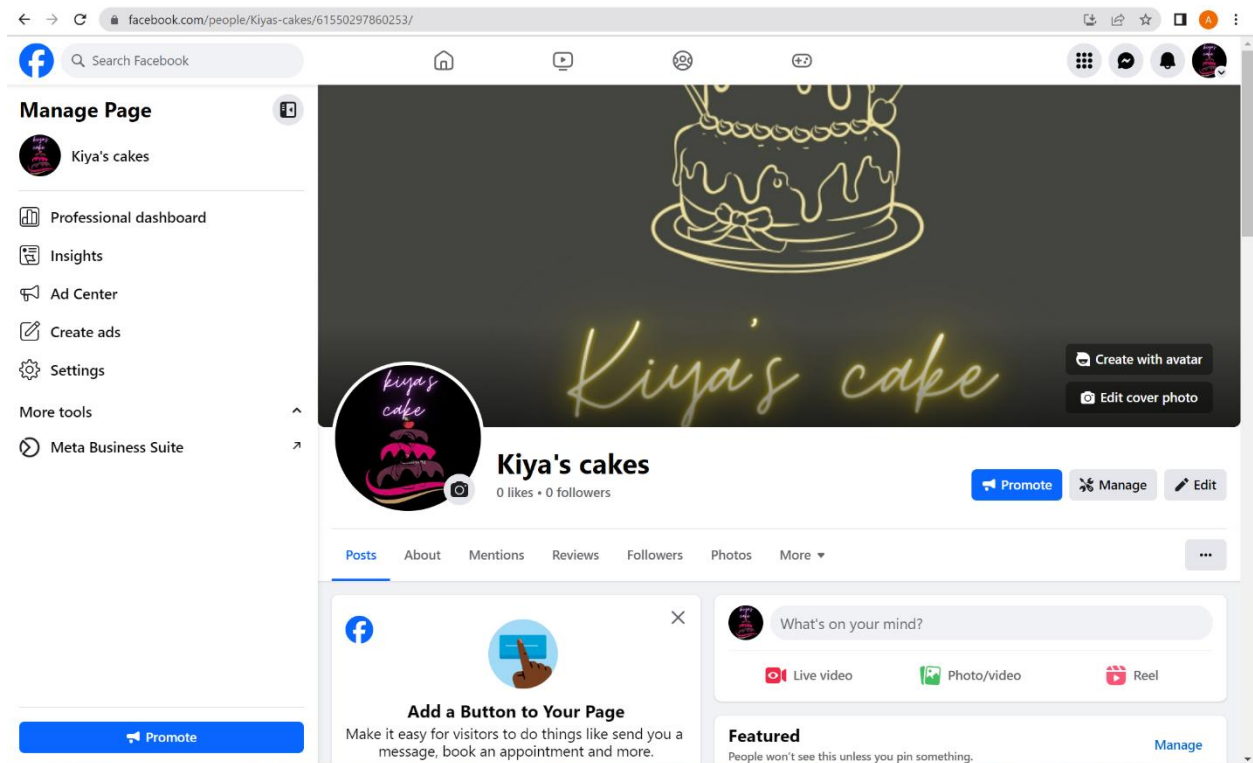 facebook.com/people/Kiyas-cakes/61550297860253/
A
Search Facebook
Manage Page
Kiya's cakes
Professional dashboard
Insights
Ad Center
Create ads
Settings
More tools
Meta Business Suite
Promote
Kiya's cake
Create with avatar
Edit cover photo
kiya's
cake
Kiya's cakes
0 likes • 0 followers
Promote
Manage
Edit
Posts
About
Mentions
Reviews
Followers
Photos
More
Add a Button to Your Page
Make it easy for visitors to do things like send you a
message, book an appointment and more.
What's on your mind?
Live video
Photo/video
Reel
Featured
People won't see this unless you pin something.
Manage